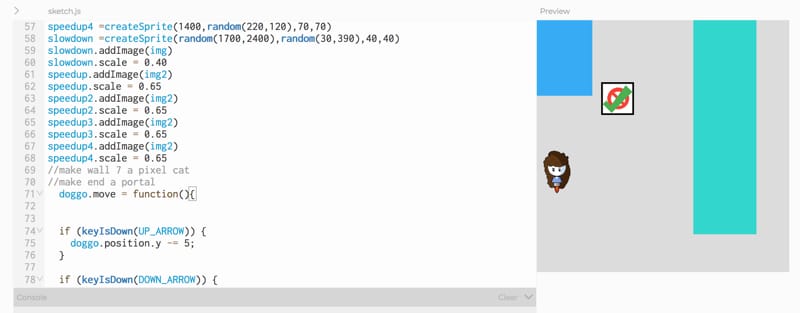 sketch.js
Preview
57 speedup4 =createSprite(1400,random(220,120),70,70)
58 slowdown =createSprite(random(1700,2400),random(30,390),40,40)
59 slowdown.addImage(img)
60 slowdown.scale = 0.40
61 speedup.addImage(img2)
62 speedup.scale = 0.65
63 speedup2.addImage(img2)
64 speedup2.scale = 0.65
65 speedup3.addImage(img2)
66 speedup3.scale = 0.65
67 speedup4.addImage(img2)
68 speedup4.scale = 0.65
69 //make wall 7 a pixel cat
70 //make end a portal
71 doggo.move = function(){
72
73
74 if (keyIsDown(UP_ARROW)) {
75 doggo.position.y -= 5;
76 }
77
78 if (keyIsDown(DOWN_ARROW)) {
Console
Clear